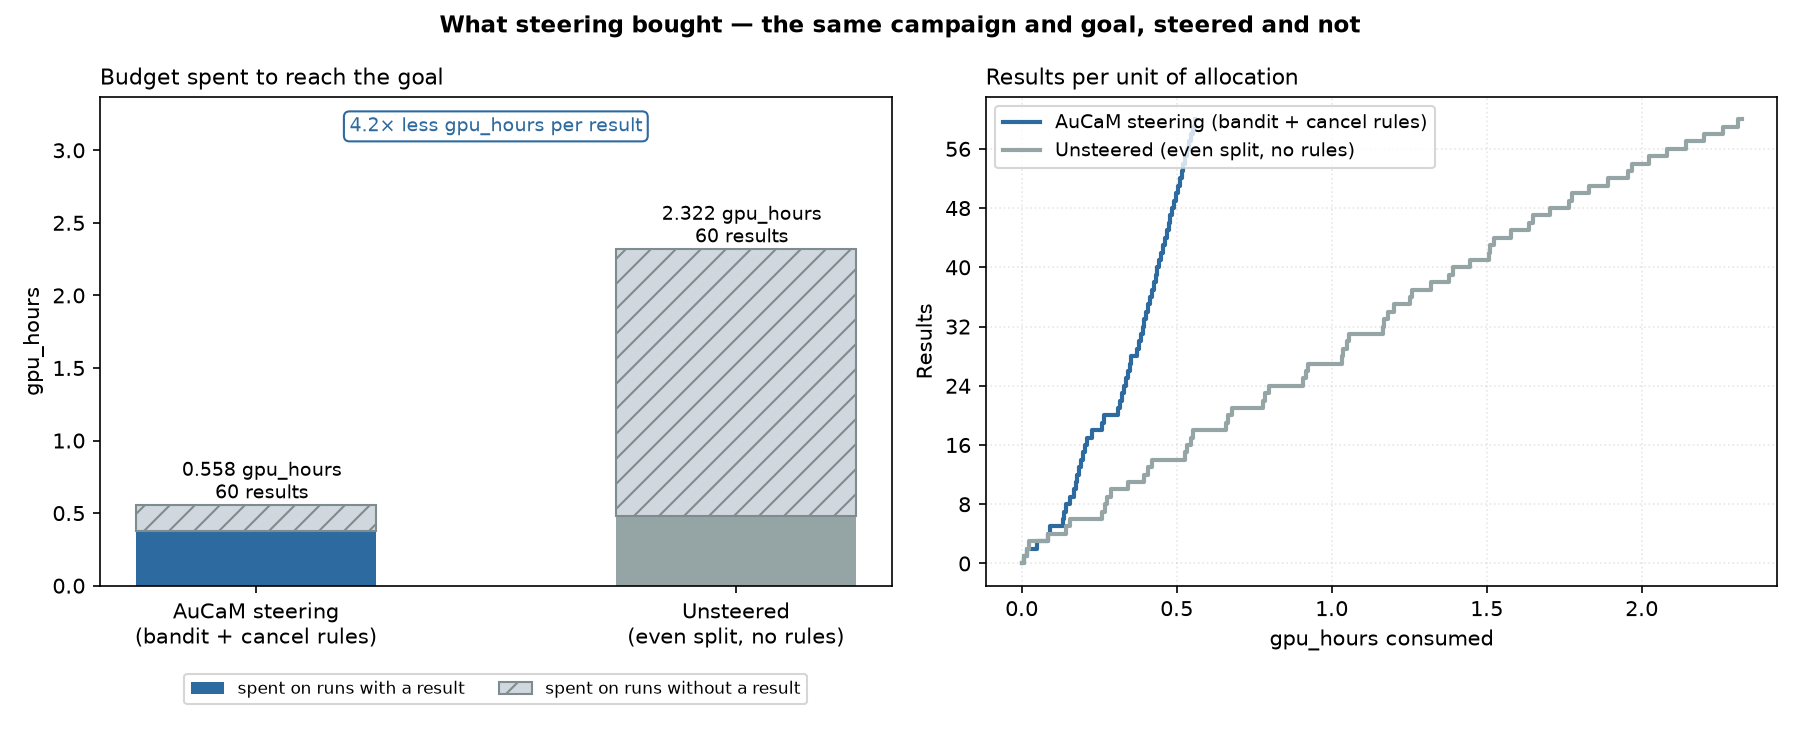 What steering bought — the same campaign and goal, steered and not
Budget spent to reach the goal
4.2× less gpu_hours per result
gpu_hours
3.0
2.5
2.0
1.5
1.0
0.5
0.0
2.322 gpu_hours
60 results
0.558 gpu_hours
60 results
AuCaM steering
(bandit + cancel rules)
Unsteered
(even split, no rules)
spent on runs with a result
spent on runs without a result
Results per unit of allocation
AuCaM steering (bandit + cancel rules)
Unsteered (even split, no rules)
Results
56
48
40
32
24
16
8
0
0.0
0.5
1.0
1.5
2.0
gpu_hours consumed